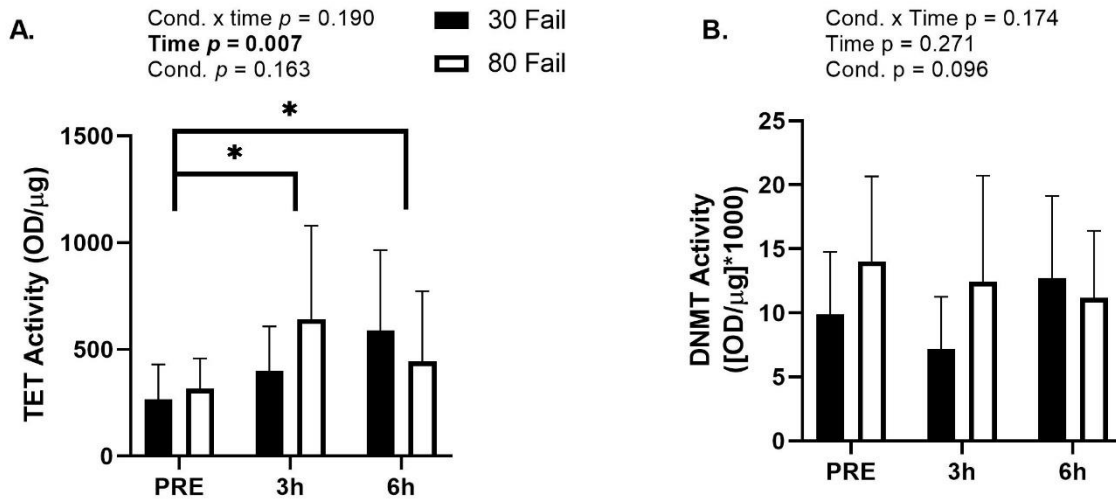 A.
Cond. x time p = 0.190
Time p = 0.007
Cond. p = 0.163
30 Fail
80 Fail
*
*
TET Activity (OD/µg)
1500
1000
500
0
PRE 3h 6h
B.
Cond. x Time p = 0.174
Time p = 0.271
Cond. p = 0.096
DNMT Activity
([OD/µg]*1000)
25
20
15
10
5
0
PRE 3h 6h